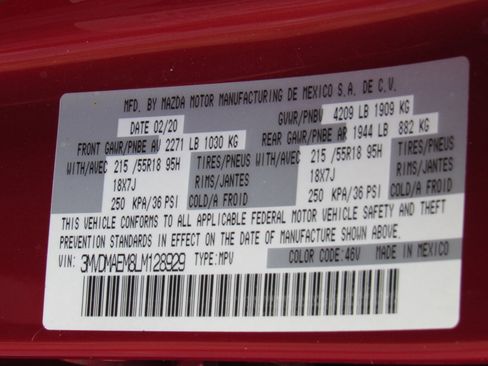 MFD. BY MAZDA MOTOR MANUFACTURING DE MEXICO S.A. DE C.V.
DATE 02/20 GVWR/PNBV 4209 LB 1909 KG
FRONT GAWR/PNBE AV 2271 LB 1030 KG REAR GAWR/PNBE AR 1944 LB 882 KG
WITH/AVEC 215 /55R18 95H TIRES/PNEUS WITH/AVEC 215 /55R18 95H TIRES/PNEUS
18X7J RIMS/JANTES 18X7J RIMS/JANTES
250 KPA/36 PSI COLD/A FROID 250 KPA/36 PSI COLD/A FROID
THIS VEHICLE CONFORMS TO ALL APPLICABLE FEDERAL MOTOR VEHICLE SAFETY AND THEFT
PREVENTION STANDARDS IN EFFECT ON THE DATE OF MANUFACTURE SHOWN ABOVE.
VIN: 3MVDMAEM8LM128929 TYPE:MPV COLOR CODE:46V MADE IN MEXICO